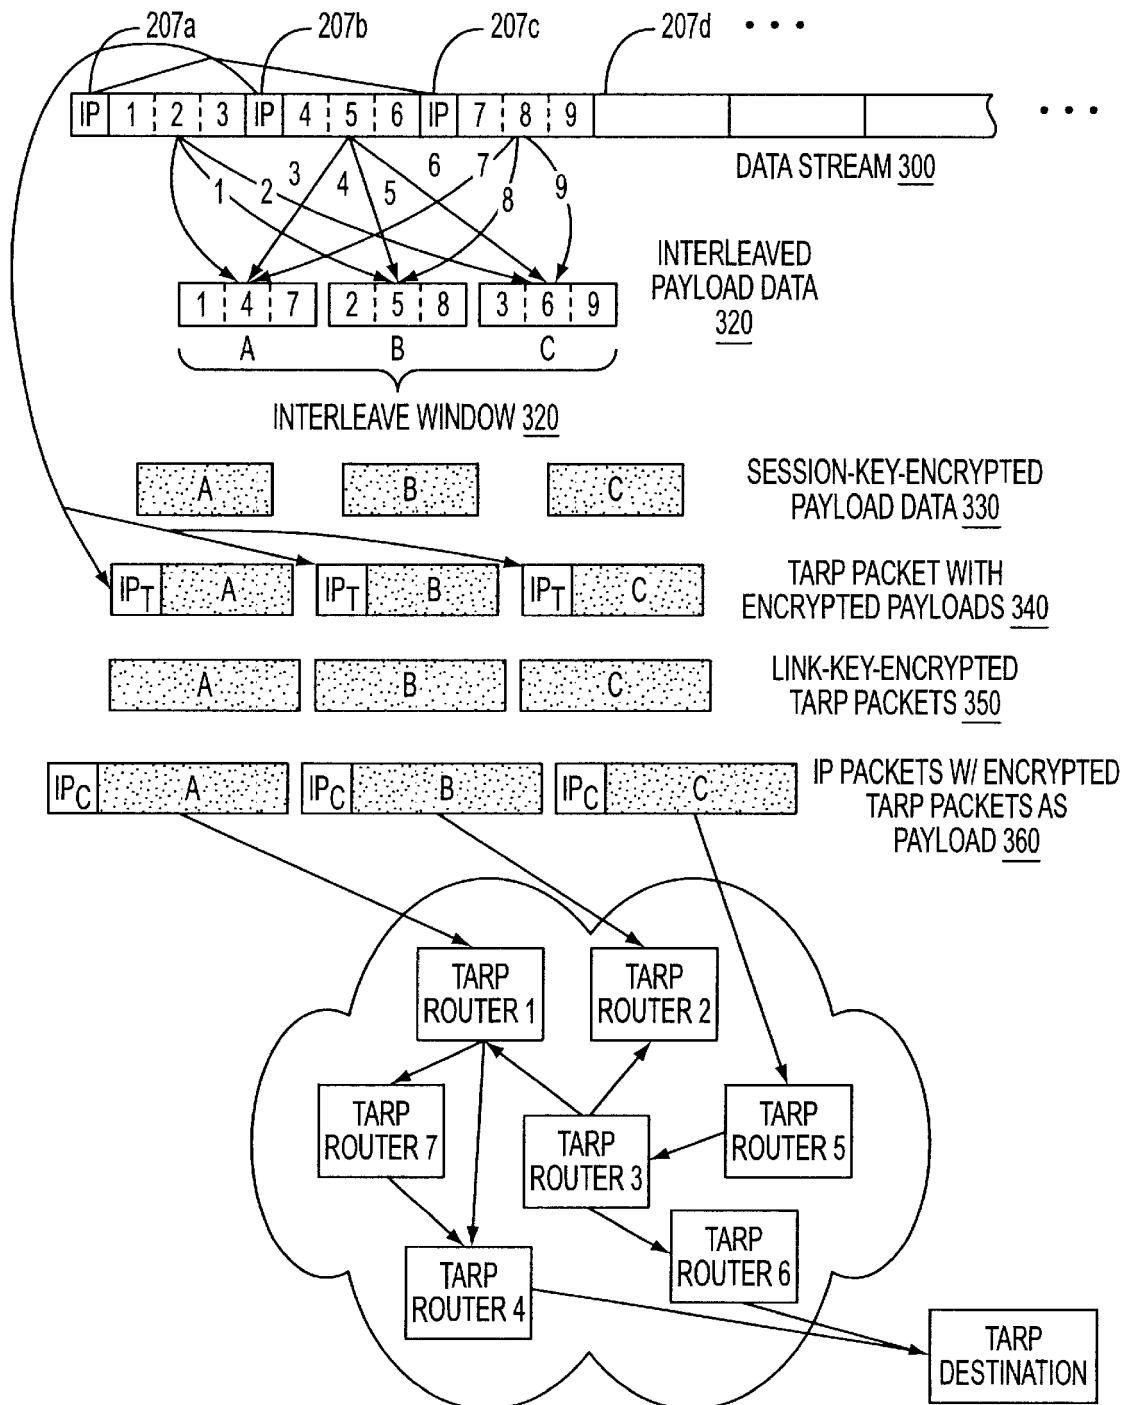 207a 207b 207c 207d • • •
IP 1 2 3 IP 4 5 6 IP 7 8 9 • • •
DATA STREAM 300
1 2 3 4 5 6 7 8 9
INTERLEAVED
PAYLOAD DATA
320
1 4 7 2 5 8 3 6 9
A B C
INTERLEAVE WINDOW 320
A B C
SESSION-KEY-ENCRYPTED
PAYLOAD DATA 330
IPT A IPT B IPT C
TARP PACKET WITH
ENCRYPTED PAYLOADS 340
A B C
LINK-KEY-ENCRYPTED
TARP PACKETS 350
IPC A IPC B IPC C
IP PACKETS W/ ENCRYPTED
TARP PACKETS AS
PAYLOAD 360
TARP
ROUTER 1
TARP
ROUTER 2
TARP
ROUTER 7
TARP
ROUTER 3
TARP
ROUTER 5
TARP
ROUTER 4
TARP
ROUTER 6
TARP
DESTINATION